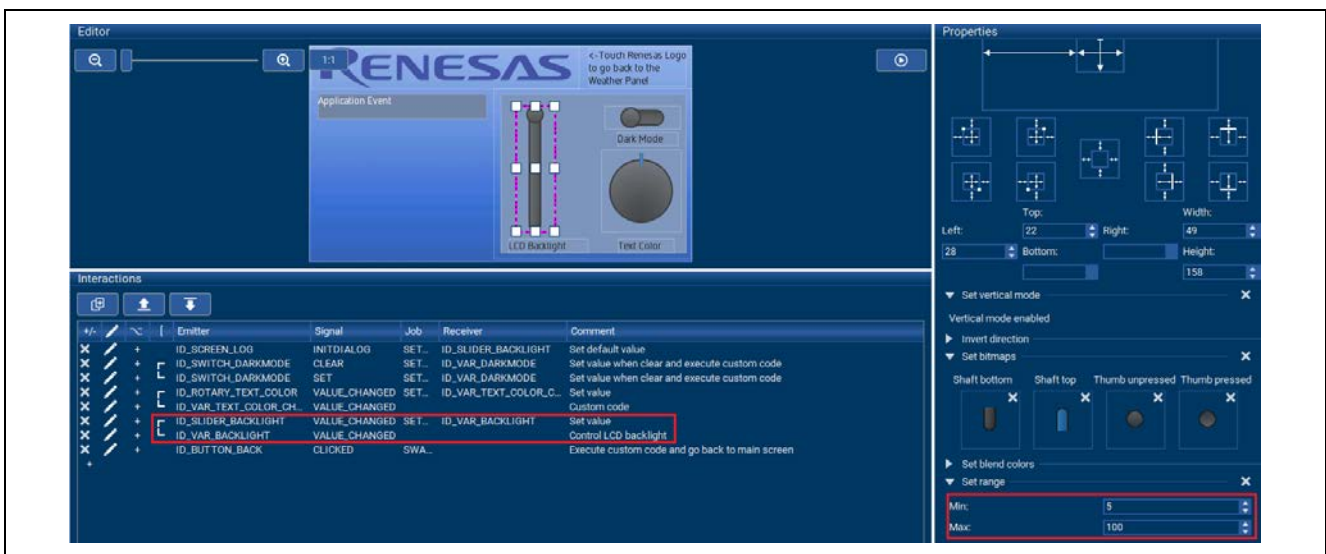 Editor
1:1
RENESAS
<-Touch Renesas Logo
to go back to the
Weather Panel
Application Event
Dark Mode
LCD Backlight
Text Color
Interactions
+/- Emitter Signal Job Receiver Comment
ID_SCREEN_LOG INITDIALOG SET... ID_SLIDER_BACKLIGHT Set default value
+ ID_SWITCH_DARKMODE CLEAR SET... ID_VAR_DARKMODE Set value when clear and execute custom code
+ ID_SWITCH_DARKMODE SET SET... ID_VAR_DARKMODE Set value when clear and execute custom code
+ ID_ROTARY_TEXT_COLOR VALUE_CHANGED SET... ID_VAR_TEXT_COLOR_C... Set value
+ ID_VAR_TEXT_COLOR_CH... VALUE_CHANGED Custom code
+ ID_SLIDER_BACKLIGHT VALUE_CHANGED SET... ID_VAR_BACKLIGHT Set value
+ ID_VAR_BACKLIGHT VALUE_CHANGED Control LCD backlight
+ ID_BUTTON_BACK CLICKED SWA... Execute custom code and go back to main screen
+
Properties
Top: Width:
Left: 22 Right: 49
28 Bottom: Height:
158
Set vertical mode
Vertical mode enabled
Invert direction
Set bitmaps
Shaft bottom Shaft top Thumb unpressed Thumb pressed
Set blend colors
Set range
Min: 5
Max: 100